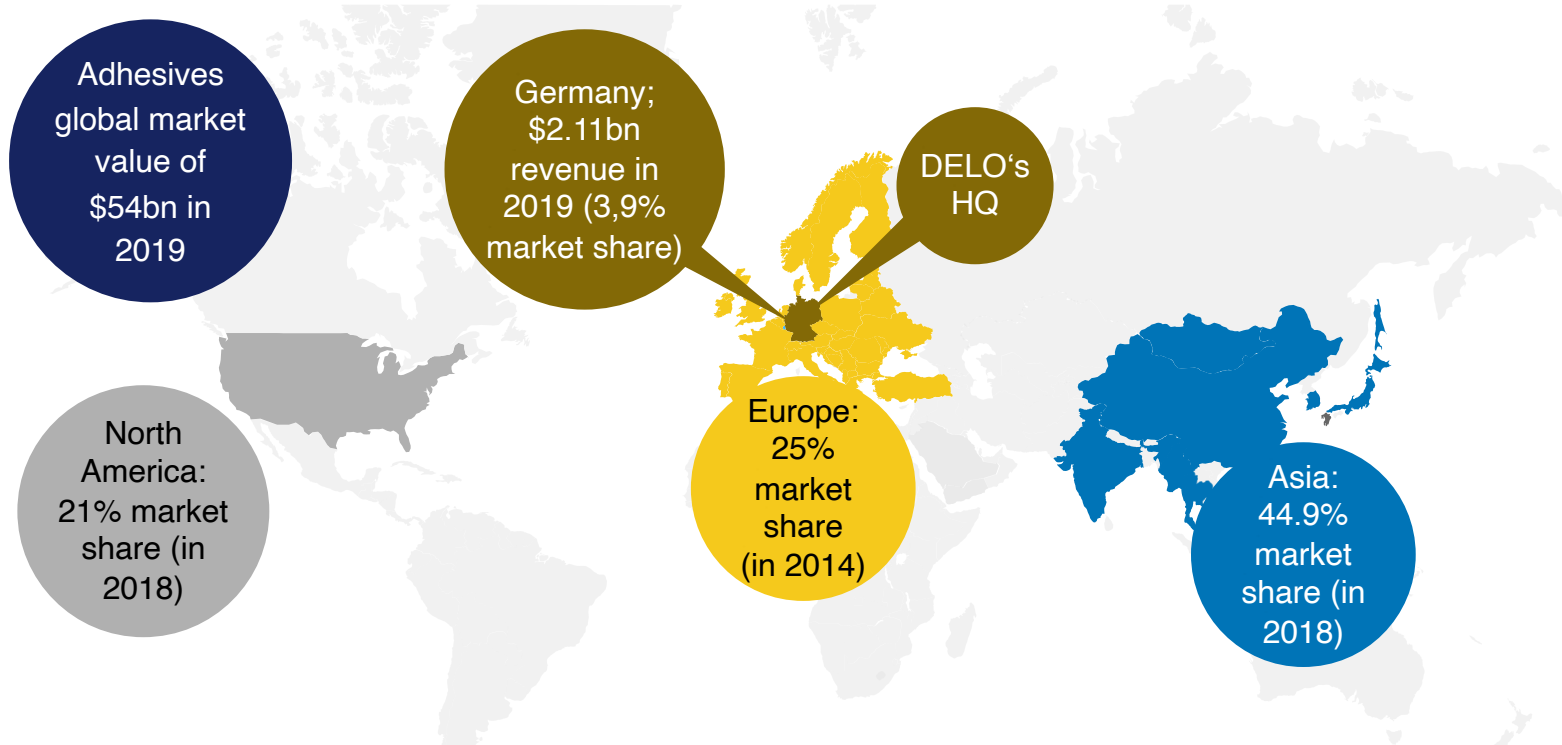 Adhesives
global market
value of
$54bn in
2019
Germany;
$2.11bn
revenue in
2019 (3,9%
market share)
DELO‘s
HQ
North
America:
21% market
share (in
2018)
Europe:
25%
market
share
(in 2014)
Asia:
44.9%
market
share (in
2018)